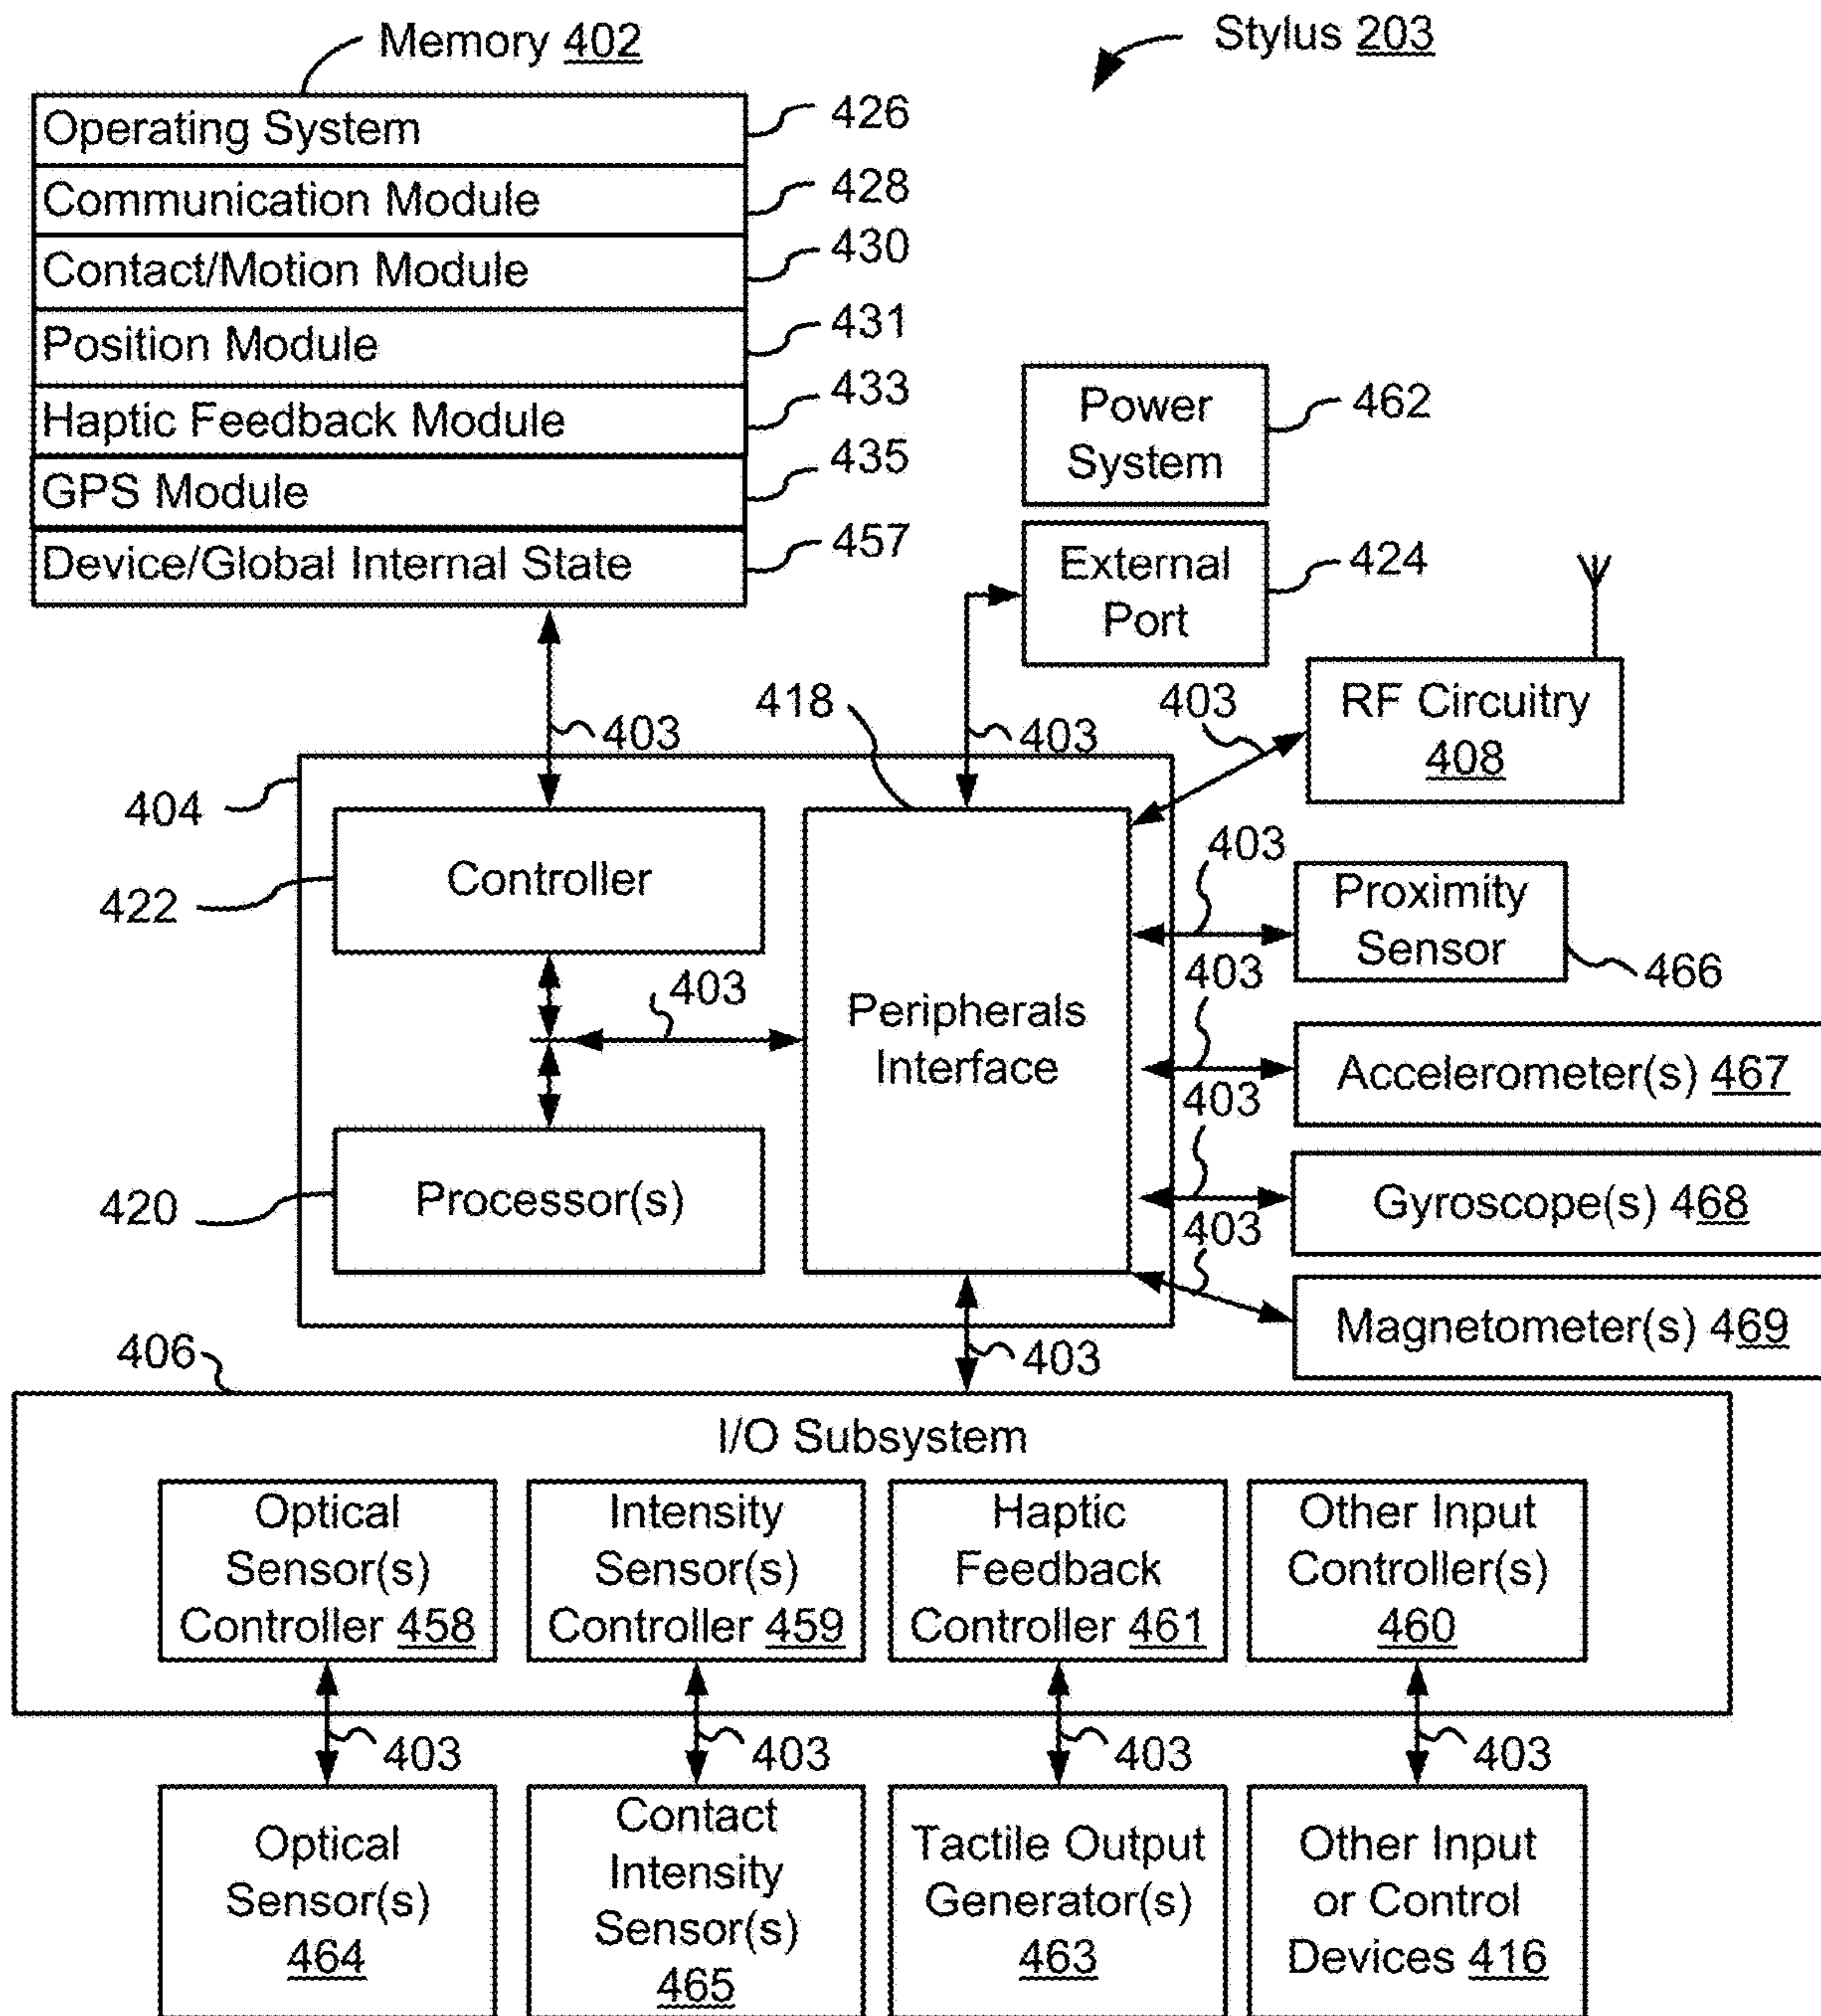 Memory 402
Stylus 203
Operating System
426
Communication Module
428
Contact/Motion Module
430
Position Module
431
Haptic Feedback Module
433
GPS Module
435
Device/Global Internal State
457
Power
System
462
External
Port
424
RF Circuitry
408
403
403
418
403
404
Controller
422
403
Peripherals
Interface
Processor(s)
420
403
Proximity
Sensor
466
403
Accelerometer(s) 467
403
Gyroscope(s) 468
403
Magnetometer(s) 469
403
406
I/O Subsystem
Optical
Sensor(s)
Controller 458
Intensity
Sensor(s)
Controller 459
Haptic
Feedback
Controller 461
Other Input
Controller(s)
460
403
403
403
403
Optical
Sensor(s)
464
Contact
Intensity
Sensor(s)
465
Tactile Output
Generator(s)
463
Other Input
or Control
Devices 416